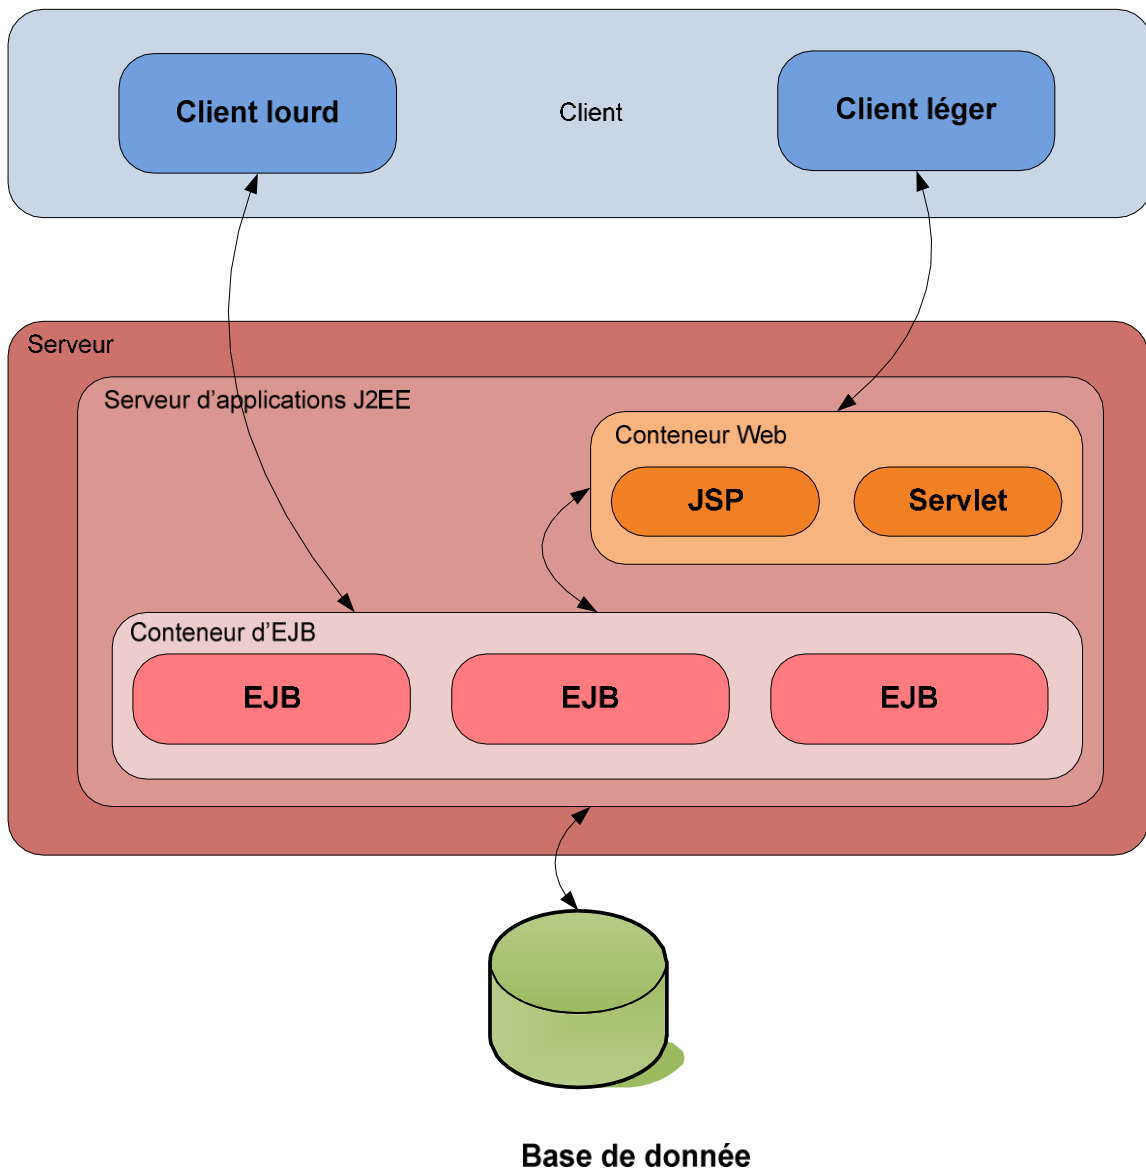 Client lourd
Client
Client léger
Serveur
Serveur d’applications J2EE
Conteneur Web
JSP
Servlet
Conteneur d’EJB
EJB
EJB
EJB
Base de donnée